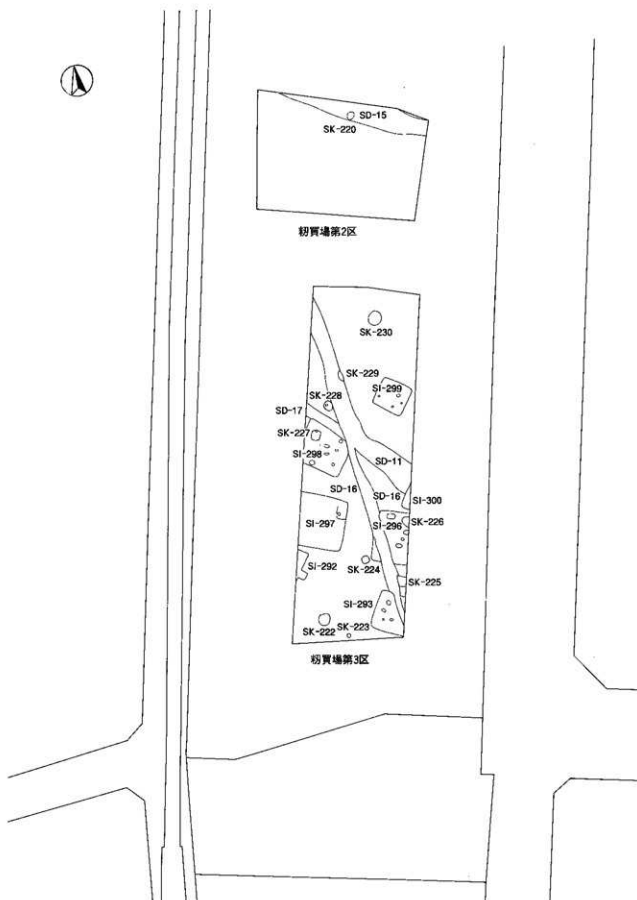 SD-15
SK-220
籾買場第2区
SK-230
SK-229
SI-299
SK-228
SD-17
SK-227
SI-298
SD-11
SD-16
SD-16
SI-300
SI-296
SK-226
SI-297
SI-292
SK-224
SK-225
SI-293
SK-222
SK-223
籾買場第3区